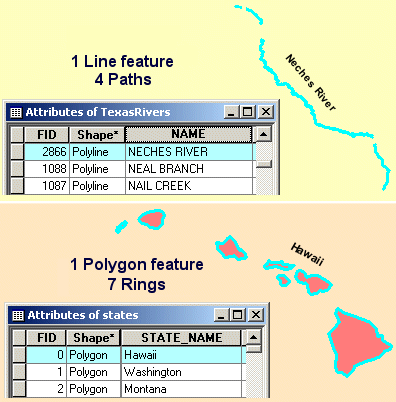 1 Line feature
4 Paths
Neches River
Attributes of TexasRivers
FID Shape* NAME
2866 Polyline NECHES RIVER
1088 Polyline NEAL BRANCH
1087 Polyline NAIL CREEK
1 Polygon feature
7 Rings
Hawaii
Attributes of states
FID Shape* STATE_NAME
0 Polygon Hawaii
1 Polygon Washington
2 Polygon Montana